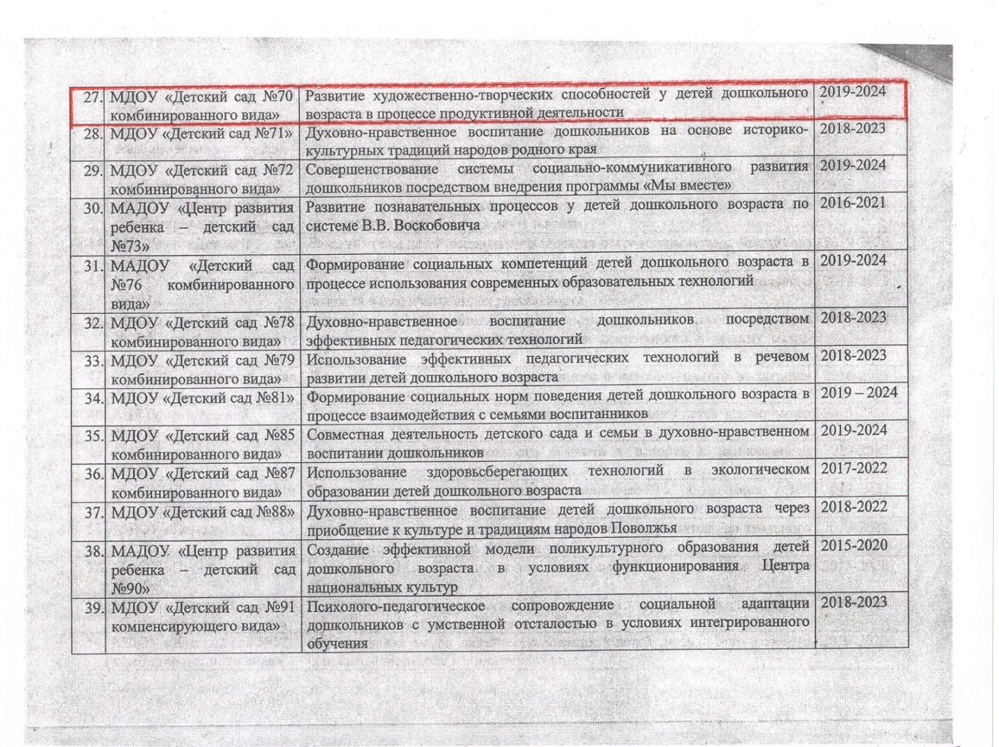 27. МДОУ «Детский сад №70 Развитие художественно-творческих способностей у детей дошкольного 2019-2024
комбинированного вида» возраста в процессе продуктивной деятельности
28. МДОУ «Детский сад №71» Духовно-нравственное воспитание дошкольников на основе историко- 2018-2023
культурных традиций народов родного края
29. МДОУ «Детский сад №72 Совершенствование системы социально-коммуникативного развития 2019-2024
комбинированного вида» дошкольников посредством внедрения программы «Мы вместе»
30. МАДОУ «Центр развития Развитие познавательных процессов у детей дошкольного возраста по 2016-2021
ребенка – детский сад системе В.В. Воскобовича
№73»
31. МАДОУ «Детский сад Формирование социальных компетенций детей дошкольного возраста в 2019-2024
№76 комбинированного процессе использования современных образовательных технологий
вида»
32. МДОУ «Детский сад №78 Духовно-нравственное воспитание дошкольников посредством 2018-2023
комбинированного вида» эффективных педагогических технологий
33. МДОУ «Детский сад №79 Использование эффективных педагогических технологий в речевом 2018-2023
комбинированного вида» развитии детей дошкольного возраста
34. МДОУ «Детский сад №81» Формирование социальных норм поведения детей дошкольного возраста в 2019 – 2024
процессе взаимодействия с семьями воспитанников
35. МДОУ «Детский сад №85 Совместная деятельность детского сада и семьи в духовно-нравственном 2019-2024
комбинированного вида» воспитании дошкольников
36. МДОУ «Детский сад №87 Использование здоровьсберегающих технологий в экологическом 2017-2022
комбинированного вида» образовании детей дошкольного возраста
37. МДОУ «Детский сад №88» Духовно-нравственное воспитание детей дошкольного возраста через 2018-2022
приобщение к культуре и традициям народов Поволжья
38. МАДОУ «Центр развития Создание эффективной модели поликультурного образования детей 2015-2020
ребенка – детский сад дошкольного возраста в условиях функционирования Центра
№90» национальных культур
39. МДОУ «Детский сад №91 Психолого-педагогическое сопровождение социальной адаптации 2018-2023
компенсирующего вида» дошкольников с умственной отсталостью в условиях интегрированного
обучения